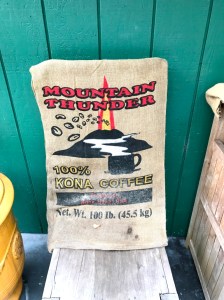 MOUNTAIN
THUNDER
100%
KONA COFFEE
Net. Wt. 100 lb. (45.5 kg)